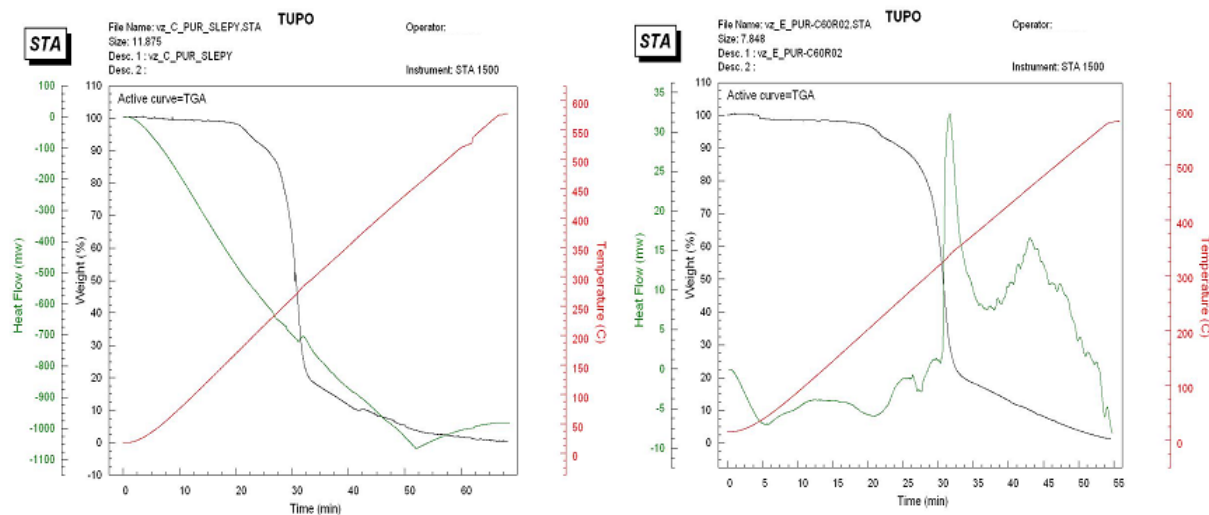 TUPO
File Name: vz_C_PUR_SLEPY.STA
Operator:
Size: 11.875
Desc. 1 : vz_C_PUR_SLEPY
Desc. 2 :
Instrument: STA 1500
STA
Active curve=TGA
Heat Flow (mw)
100
0
-100
-200
-300
-400
-500
-600
-700
-800
-900
-1000
-1100
Weight (%)
110
100
90
80
70
60
50
40
30
20
10
0
-10
Temperature (C)
600
550
500
450
400
350
300
250
200
150
100
50
0
0 10 20 30 40 50 60
Time (min)
TUPO
File Name: vz_E_PUR-C60R02.STA
Operator:
Size: 7.848
Desc. 1 : vz_E_PUR-C60R02
Desc. 2 :
Instrument: STA 1500
STA
Active curve=TGA
Heat Flow (mw)
35
30
25
20
15
10
5
0
-5
-10
Weight (%)
110
100
90
80
70
60
50
40
30
20
10
0
Temperature (C)
600
500
400
300
200
100
0
0 5 10 15 20 25 30 35 40 45 50 55
Time (min)